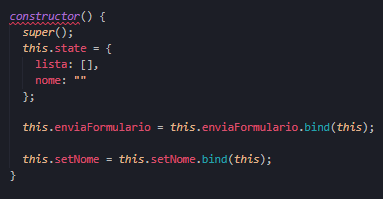 constructor() {
super();
this.state = {
lista: [],
nome: ""
};
this.enviaFormulario = this.enviaFormulario.bind(this);
this.setNome = this.setNome.bind(this);
}